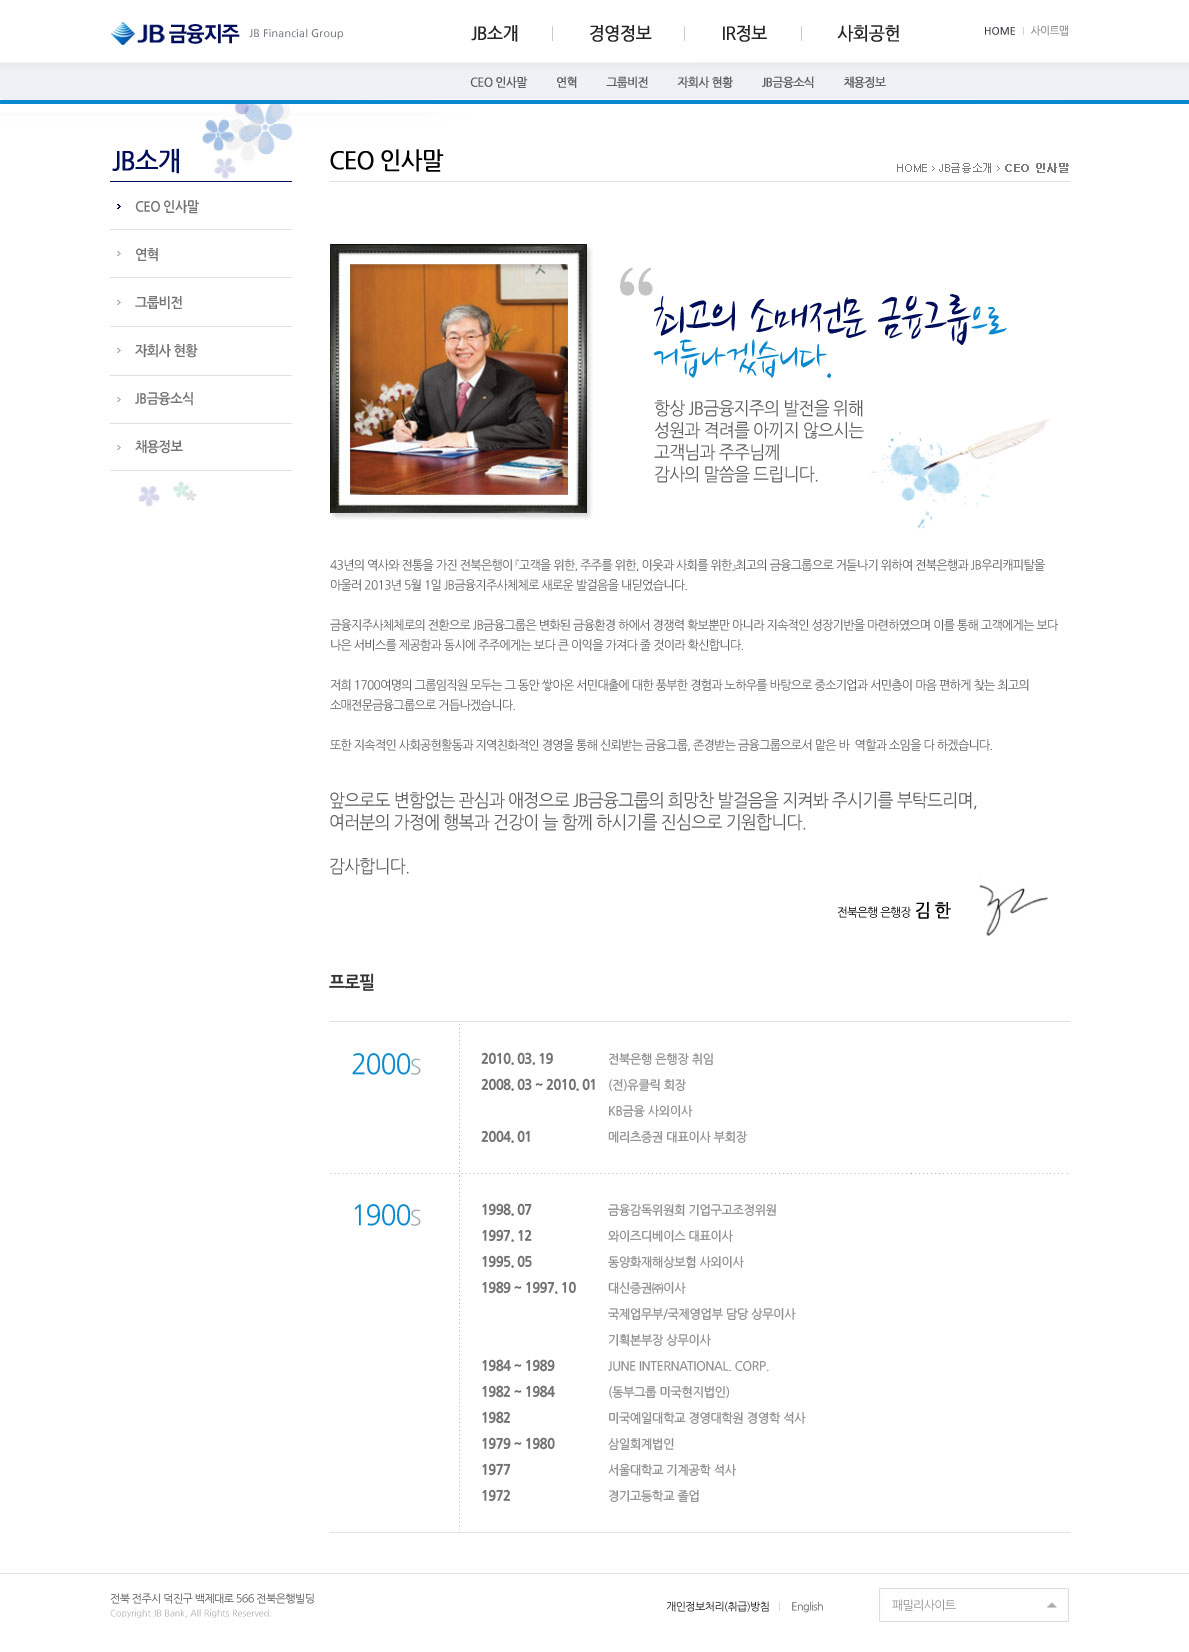 JB 금융지주 JB Financial Group
JB소개
경영정보
IR정보
사회공헌
HOME
사이트맵
CEO 인사말
연혁
그룹비전
자회사 현황
JB금융소식
채용정보
JB소개
CEO 인사말
연혁
그룹비전
자회사 현황
JB금융소식
채용정보
CEO 인사말
HOME > JB금융소개 > CEO 인사말
“
최고의 소매전문 금융그룹으로
거듭나겠습니다.
항상 JB금융지주의 발전을 위해
성원과 격려를 아끼지 않으시는
고객님과 주주님께
감사의 말씀을 드립니다.
43년의 역사와 전통을 가진 전북은행이 『고객을 위한, 주주를 위한, 이웃과 사회를 위한』최고의 금융그룹으로 거듭나기 위하여 전북은행과 JB우리캐피탈을
아울러 2013년 5월 1일 JB금융지주사체제로 새로운 발걸음을 내딛었습니다.
금융지주사체제로의 전환으로 JB금융그룹은 변화된 금융환경 하에서 경쟁력 확보뿐만 아니라 지속적인 성장기반을 마련하였으며 이를 통해 고객에게는 보다
나은 서비스를 제공함과 동시에 주주에게는 보다 큰 이익을 가져다 줄 것이라 확신합니다.
저희 1700여명의 그룹임직원 모두는 그 동안 쌓아온 서민대출에 대한 풍부한 경험과 노하우를 바탕으로 중소기업과 서민층이 마음 편하게 찾는 최고의
소매전문금융그룹으로 거듭나겠습니다.
또한 지속적인 사회공헌활동과 지역친화적인 경영을 통해 신뢰받는 금융그룹, 존경받는 금융그룹으로서 맡은 바 역할과 소임을 다 하겠습니다.
앞으로도 변함없는 관심과 애정으로 JB금융그룹의 희망찬 발걸음을 지켜봐 주시기를 부탁드리며,
여러분의 가정에 행복과 건강이 늘 함께 하시기를 진심으로 기원합니다.
감사합니다.
전북은행 은행장 김 한
프로필
2000S
2010. 03. 19 전북은행 은행장 취임
2008. 03 ~ 2010. 01 (전)유클릭 회장
KB금융 사외이사
2004. 01 메리츠증권 대표이사 부회장
1900S
1998. 07 금융감독위원회 기업구고조정위원
1997. 12 와이즈디베이스 대표이사
1995. 05 동양화재해상보험 사외이사
1989 ~ 1997. 10 대신증권㈜이사
국제업무부/국제영업부 담당 상무이사
기획본부장 상무이사
1984 ~ 1989 JUNE INTERNATIONAL. CORP.
1982 ~ 1984 (동부그룹 미국현지법인)
1982 미국예일대학교 경영대학원 경영학 석사
1979 ~ 1980 삼일회계법인
1977 서울대학교 기계공학 석사
1972 경기고등학교 졸업
전북 전주시 덕진구 백제대로 566 전북은행빌딩
Copyright JB Bank, All Rights Reserved.
개인정보처리(취급)방침
English
패밀리사이트